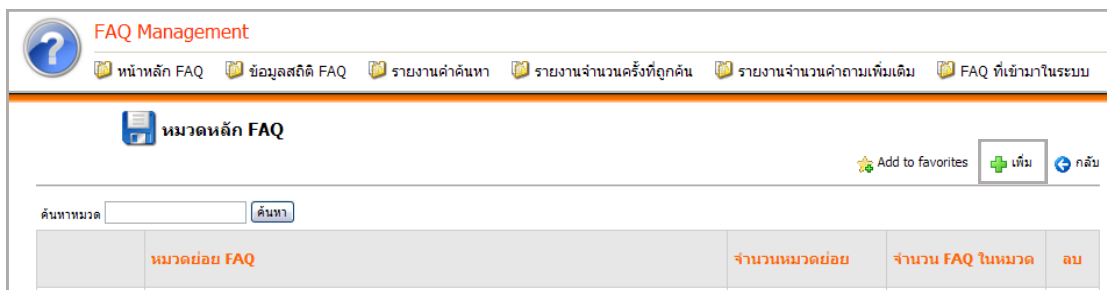 FAQ Management
หน้าหลัก FAQ ข้อมูลสถิติ FAQ รายงานคำค้นหา รายงานจำนวนครั้งที่ถูกค้น รายงานจำนวนคำถามเพิ่มเติม FAQ ที่เข้ามาในระบบ
หมวดหลัก FAQ
Add to favorites เพิ่ม กลับ
ค้นหาหมวด ค้นหา
หมวดย่อย FAQ จำนวนหมวดย่อย จำนวน FAQ ในหมวด ลบ